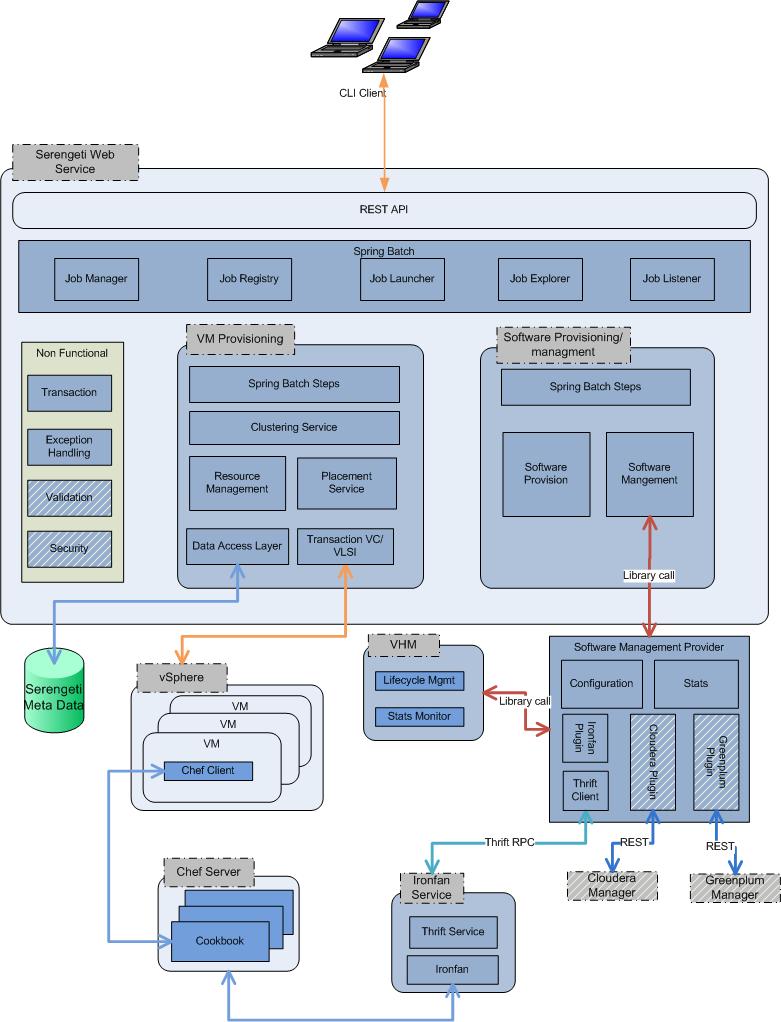 CLI Client
Serengeti Web
Service
REST API
Spring Batch
Job Manager
Job Registry
Job Launcher
Job Explorer
Job Listener
Non Functional
Transaction
Exception
Handling
Validation
Security
VM Provisioning
Spring Batch Steps
Clustering Service
Resource
Management
Placement
Service
Data Access Layer
Transaction VC/
VLSI
Software Provisioning/
managment
Spring Batch Steps
Software
Provision
Software
Mangement
Library call
Serengeti
Meta Data
vSphere
VM
VM
VM
Chef Client
VHM
Lifecycle Mgmt
Stats Monitor
Library call
Software Management Provider
Configuration
Stats
Ironfan
Plugin
Cloudera Plugin
Greenplum
Plugin
Thrift
Client
Thrift RPC
REST
REST
Cloudera
Manager
Greenplum
Manager
Chef Server
Cookbook
Ironfan
Service
Thrift Service
Ironfan